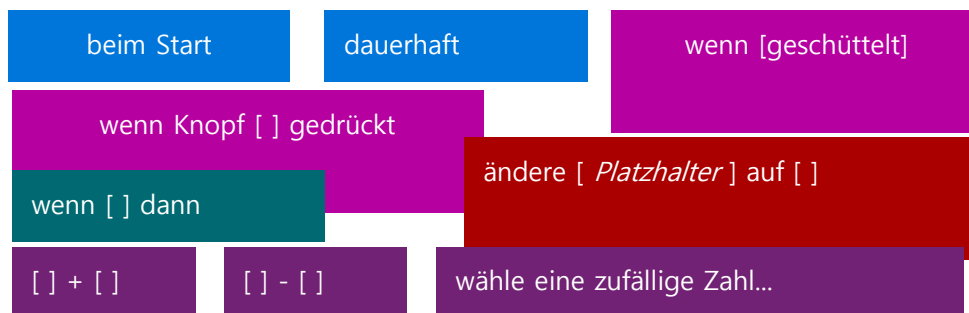 beim Start
dauerhaft
wenn [geschüttelt]
wenn Knopf [ ] gedrückt
ändere [ Platzhalter ] auf [ ]
wenn [ ] dann
[ ] + [ ]
[ ] - [ ]
wähle eine zufällige Zahl...